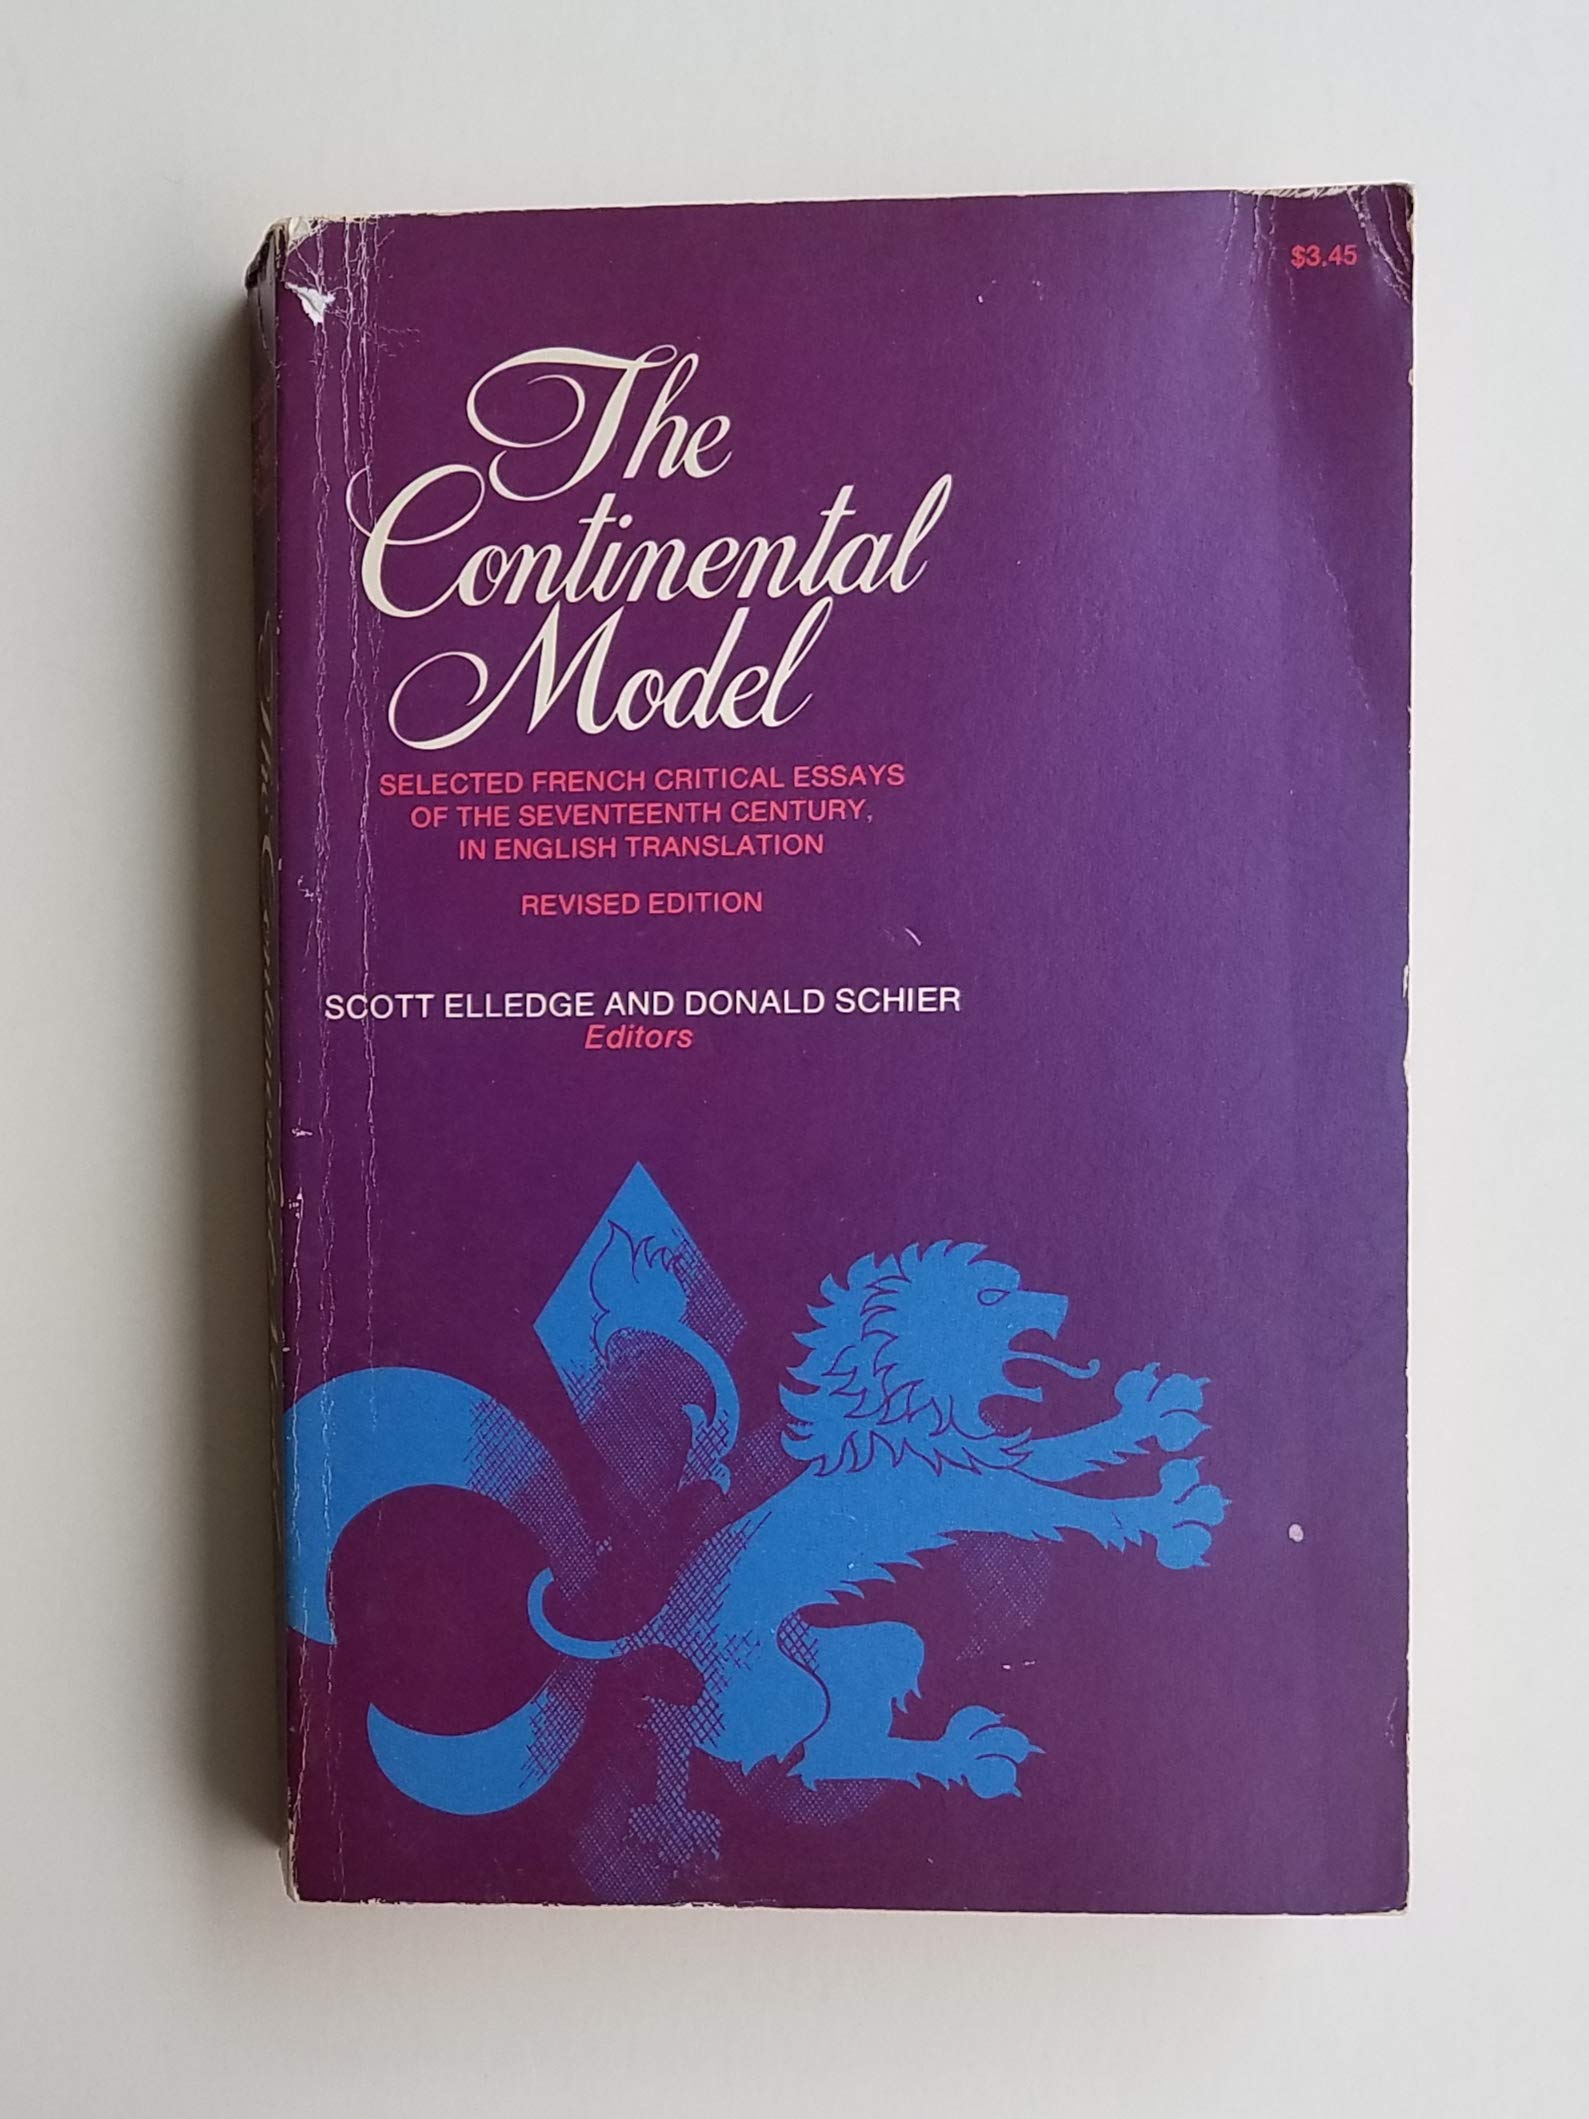 $3.45
The
Continental
Model
SELECTED FRENCH CRITICAL ESSAYS
OF THE SEVENTEENTH CENTURY,
IN ENGLISH TRANSLATION
REVISED EDITION
SCOTT ELLEDGE AND DONALD SCHIER
Editors